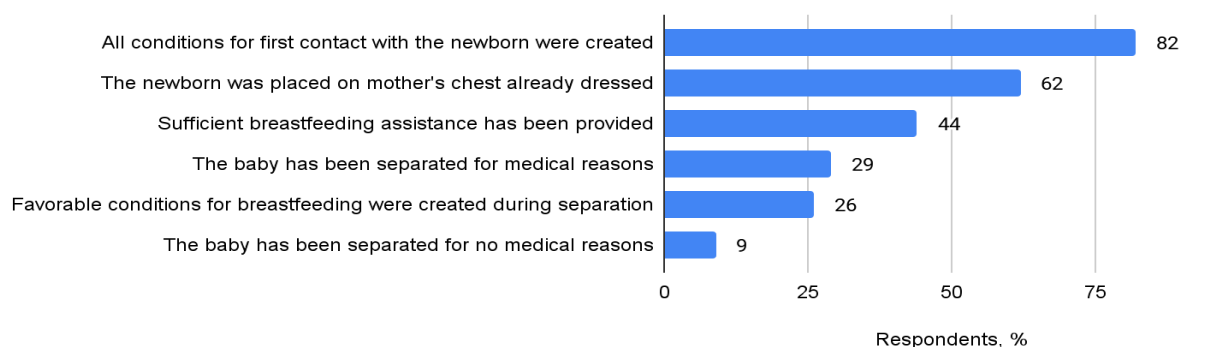 All conditions for first contact with the newborn were created 82
The newborn was placed on mother's chest already dressed 62
Sufficient breastfeeding assistance has been provided 44
The baby has been separated for medical reasons 29
Favorable conditions for breastfeeding were created during separation 26
The baby has been separated for no medical reasons 9
0 25 50 75
Respondents, %